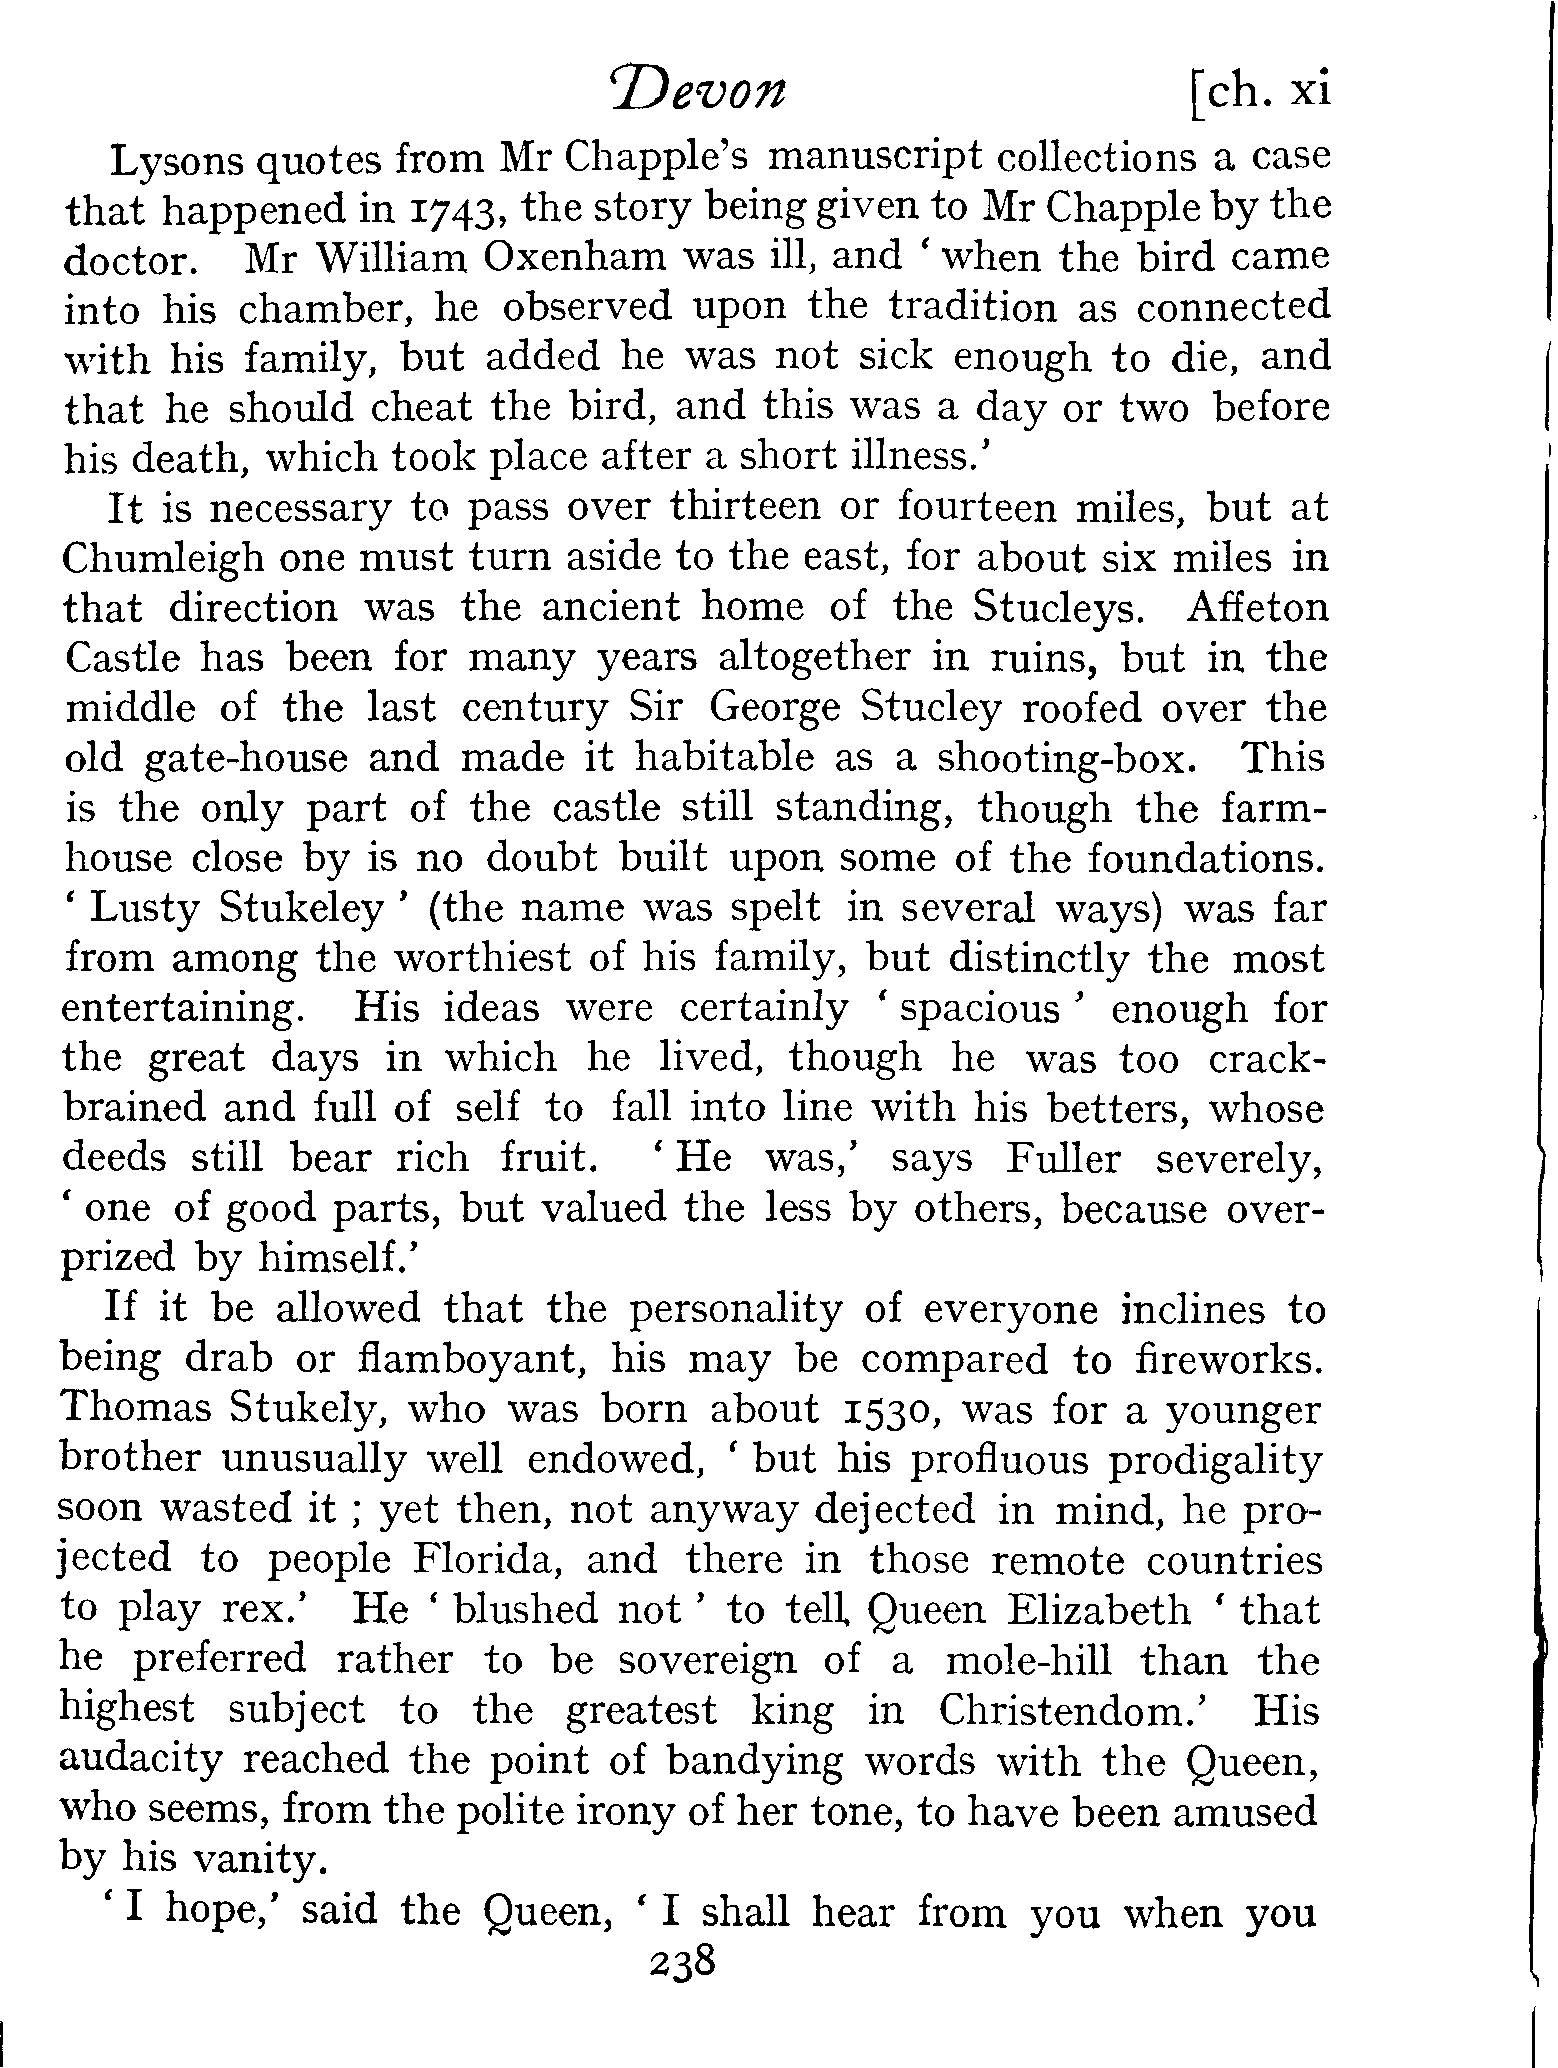 Devon [ch. xi
Lysons quotes from Mr Chapple's manuscript collections a case
that happened in 1743, the story being given to Mr Chapple by the
doctor. Mr William Oxenham was ill, and ‘ when the bird came
into his chamber, he observed upon the tradition as connected
with his family, but added he was not sick enough to die, and
that he should cheat the bird, and this was a day or two before
his death, which took place after a short illness.’
It is necessary to pass over thirteen or fourteen miles, but at
Chumleigh one must turn aside to the east, for about six miles in
that direction was the ancient home of the Stucleys. Affeton
Castle has been for many years altogether in ruins, but in the
middle of the last century Sir George Stucley roofed over the
old gate-house and made it habitable as a shooting-box. This
is the only part of the castle still standing, though the farm-
house close by is no doubt built upon some of the foundations.
‘ Lusty Stukeley ’ (the name was spelt in several ways) was far
from among the worthiest of his family, but distinctly the most
entertaining. His ideas were certainly ‘ spacious ’ enough for
the great days in which he lived, though he was too crack-
brained and full of self to fall into line with his betters, whose
deeds still bear rich fruit. ‘ He was,’ says Fuller severely,
‘ one of good parts, but valued the less by others, because over-
prized by himself.’
If it be allowed that the personality of everyone inclines to
being drab or flamboyant, his may be compared to fireworks.
Thomas Stukely, who was born about 1530, was for a younger
brother unusually well endowed, ‘ but his profluous prodigality
soon wasted it ; yet then, not anyway dejected in mind, he pro-
jected to people Florida, and there in those remote countries
to play rex.’ He ‘ blushed not ’ to tell Queen Elizabeth ‘ that
he preferred rather to be sovereign of a mole-hill than the
highest subject to the greatest king in Christendom.’ His
audacity reached the point of bandying words with the Queen,
who seems, from the polite irony of her tone, to have been amused
by his vanity.
‘ I hope,’ said the Queen, ‘ I shall hear from you when you
238